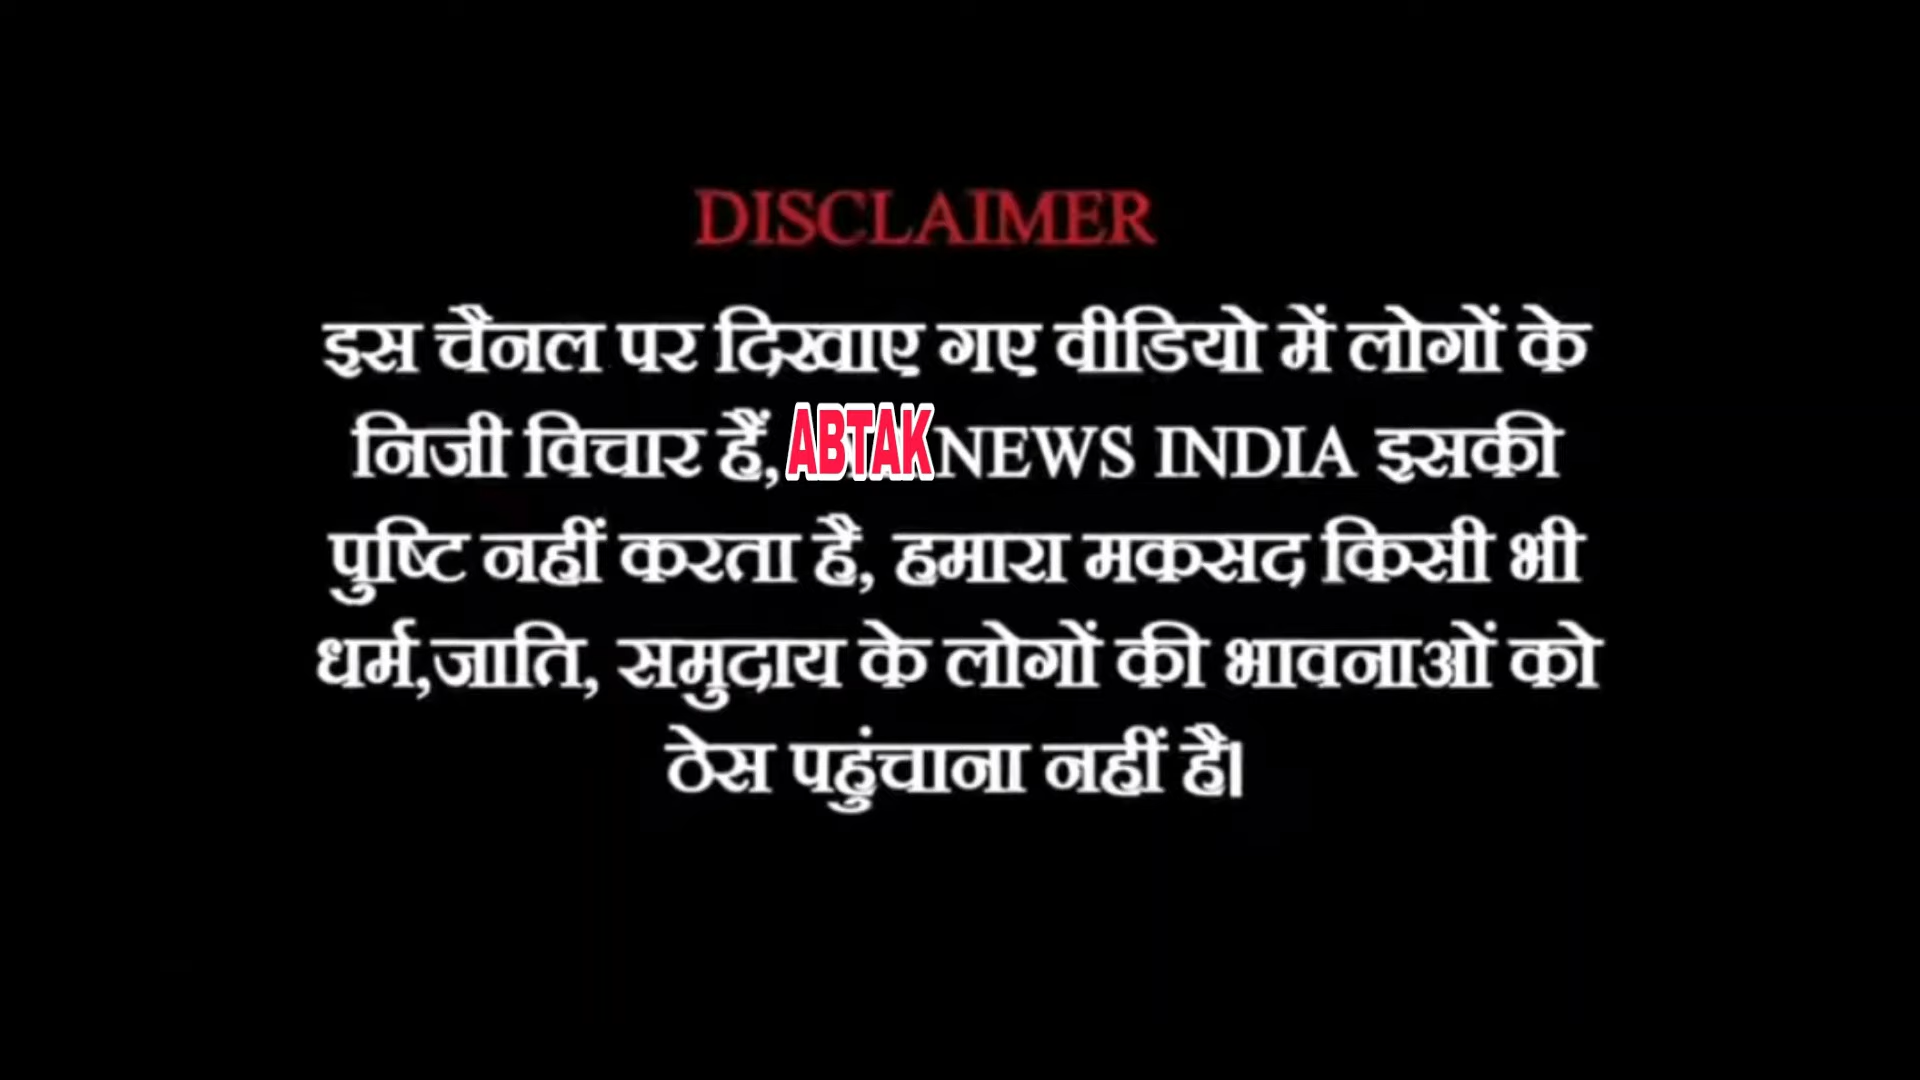 DISCLAIMER
इस चैनल पर दिखाए गए वीडियो में लोगों के
निजी विचार हैं, ABTAK NEWS INDIA इसकी
पुष्टि नहीं करता है, हमारा मकसद किसी भी
धर्म,जाति, समुदाय के लोगों की भावनाओं को
ठेस पहुंचाना नहीं है।